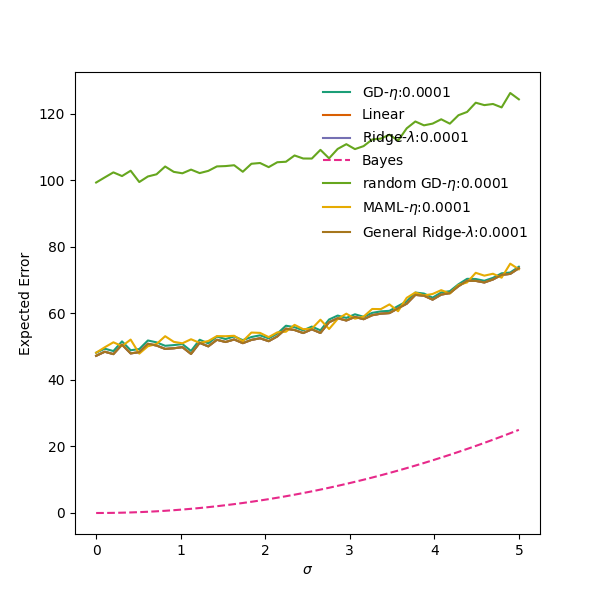 GD-η:0.0001
Linear
Ridge-λ:0.0001
Bayes
random GD-η:0.0001
MAML-η:0.0001
General Ridge-λ:0.0001
Expected Error
120
100
80
60
40
20
0
0 1 2 3 4 5
σ